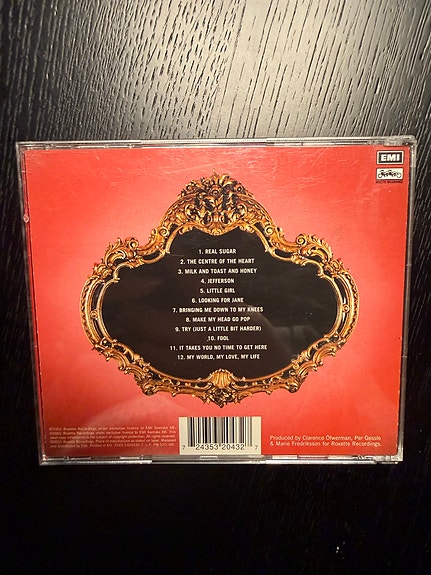 EMI
ROXETTE RECORDINGS
1. REAL SUGAR
2. THE CENTRE OF THE HEART
3. MILK AND TOAST AND HONEY
4. JEFFERSON
5. LITTLE GIRL
6. LOOKING FOR JANE
7. BRINGING ME DOWN TO MY KNEES
8. MAKE MY HEAD GO POP
9. TRY (JUST A LITTLE BIT HARDER)
10. FOOL
11. IT TAKES YOU NO TIME TO GET HERE
12. MY WORLD, MY LOVE, MY LIFE
Produced by Clarence Öfwerman, Per Gessle
& Marie Fredriksson for Roxette Recordings.
7 24353 20432 7